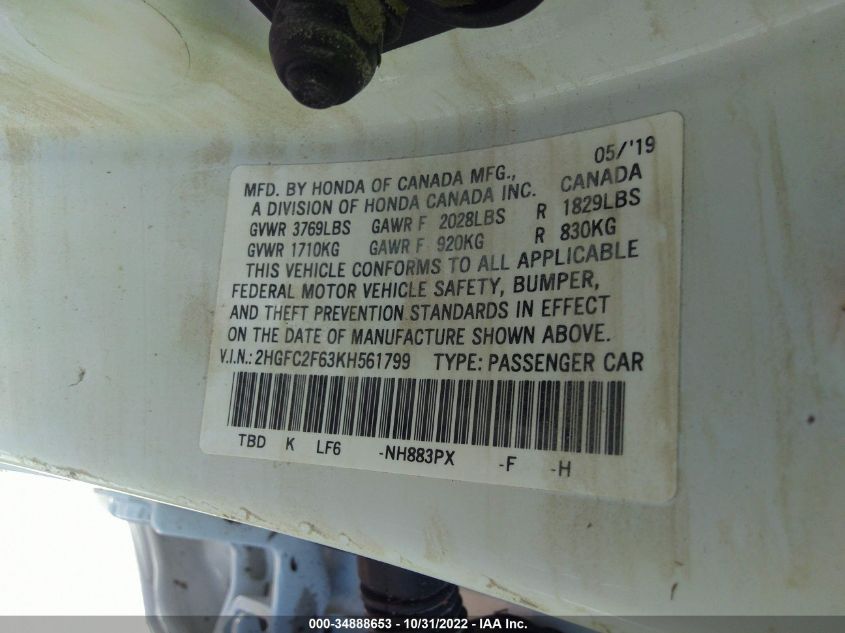 05/'19
MFD. BY HONDA OF CANADA MFG.,
A DIVISION OF HONDA CANADA INC. CANADA
GVWR 3769LBS GAWR F 2028LBS R 1829LBS
GVWR 1710KG GAWR F 920KG R 830KG
THIS VEHICLE CONFORMS TO ALL APPLICABLE
FEDERAL MOTOR VEHICLE SAFETY, BUMPER,
AND THEFT PREVENTION STANDARDS IN EFFECT
ON THE DATE OF MANUFACTURE SHOWN ABOVE.
V.I.N.: 2HGFC2F63KH561799 TYPE: PASSENGER CAR
TBD K LF6 -NH883PX -F -H
000-34888653 - 10/31/2022 - IAA Inc.